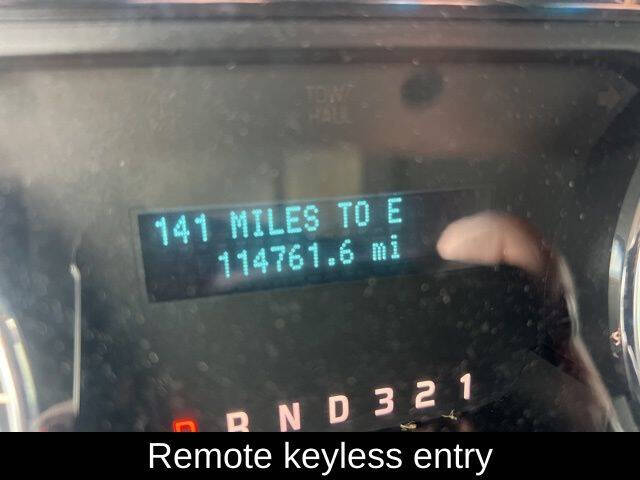 TOW/
HAUL
141 MILES TO E
114761.6 mi
P R N D 3 2 1
Remote keyless entry